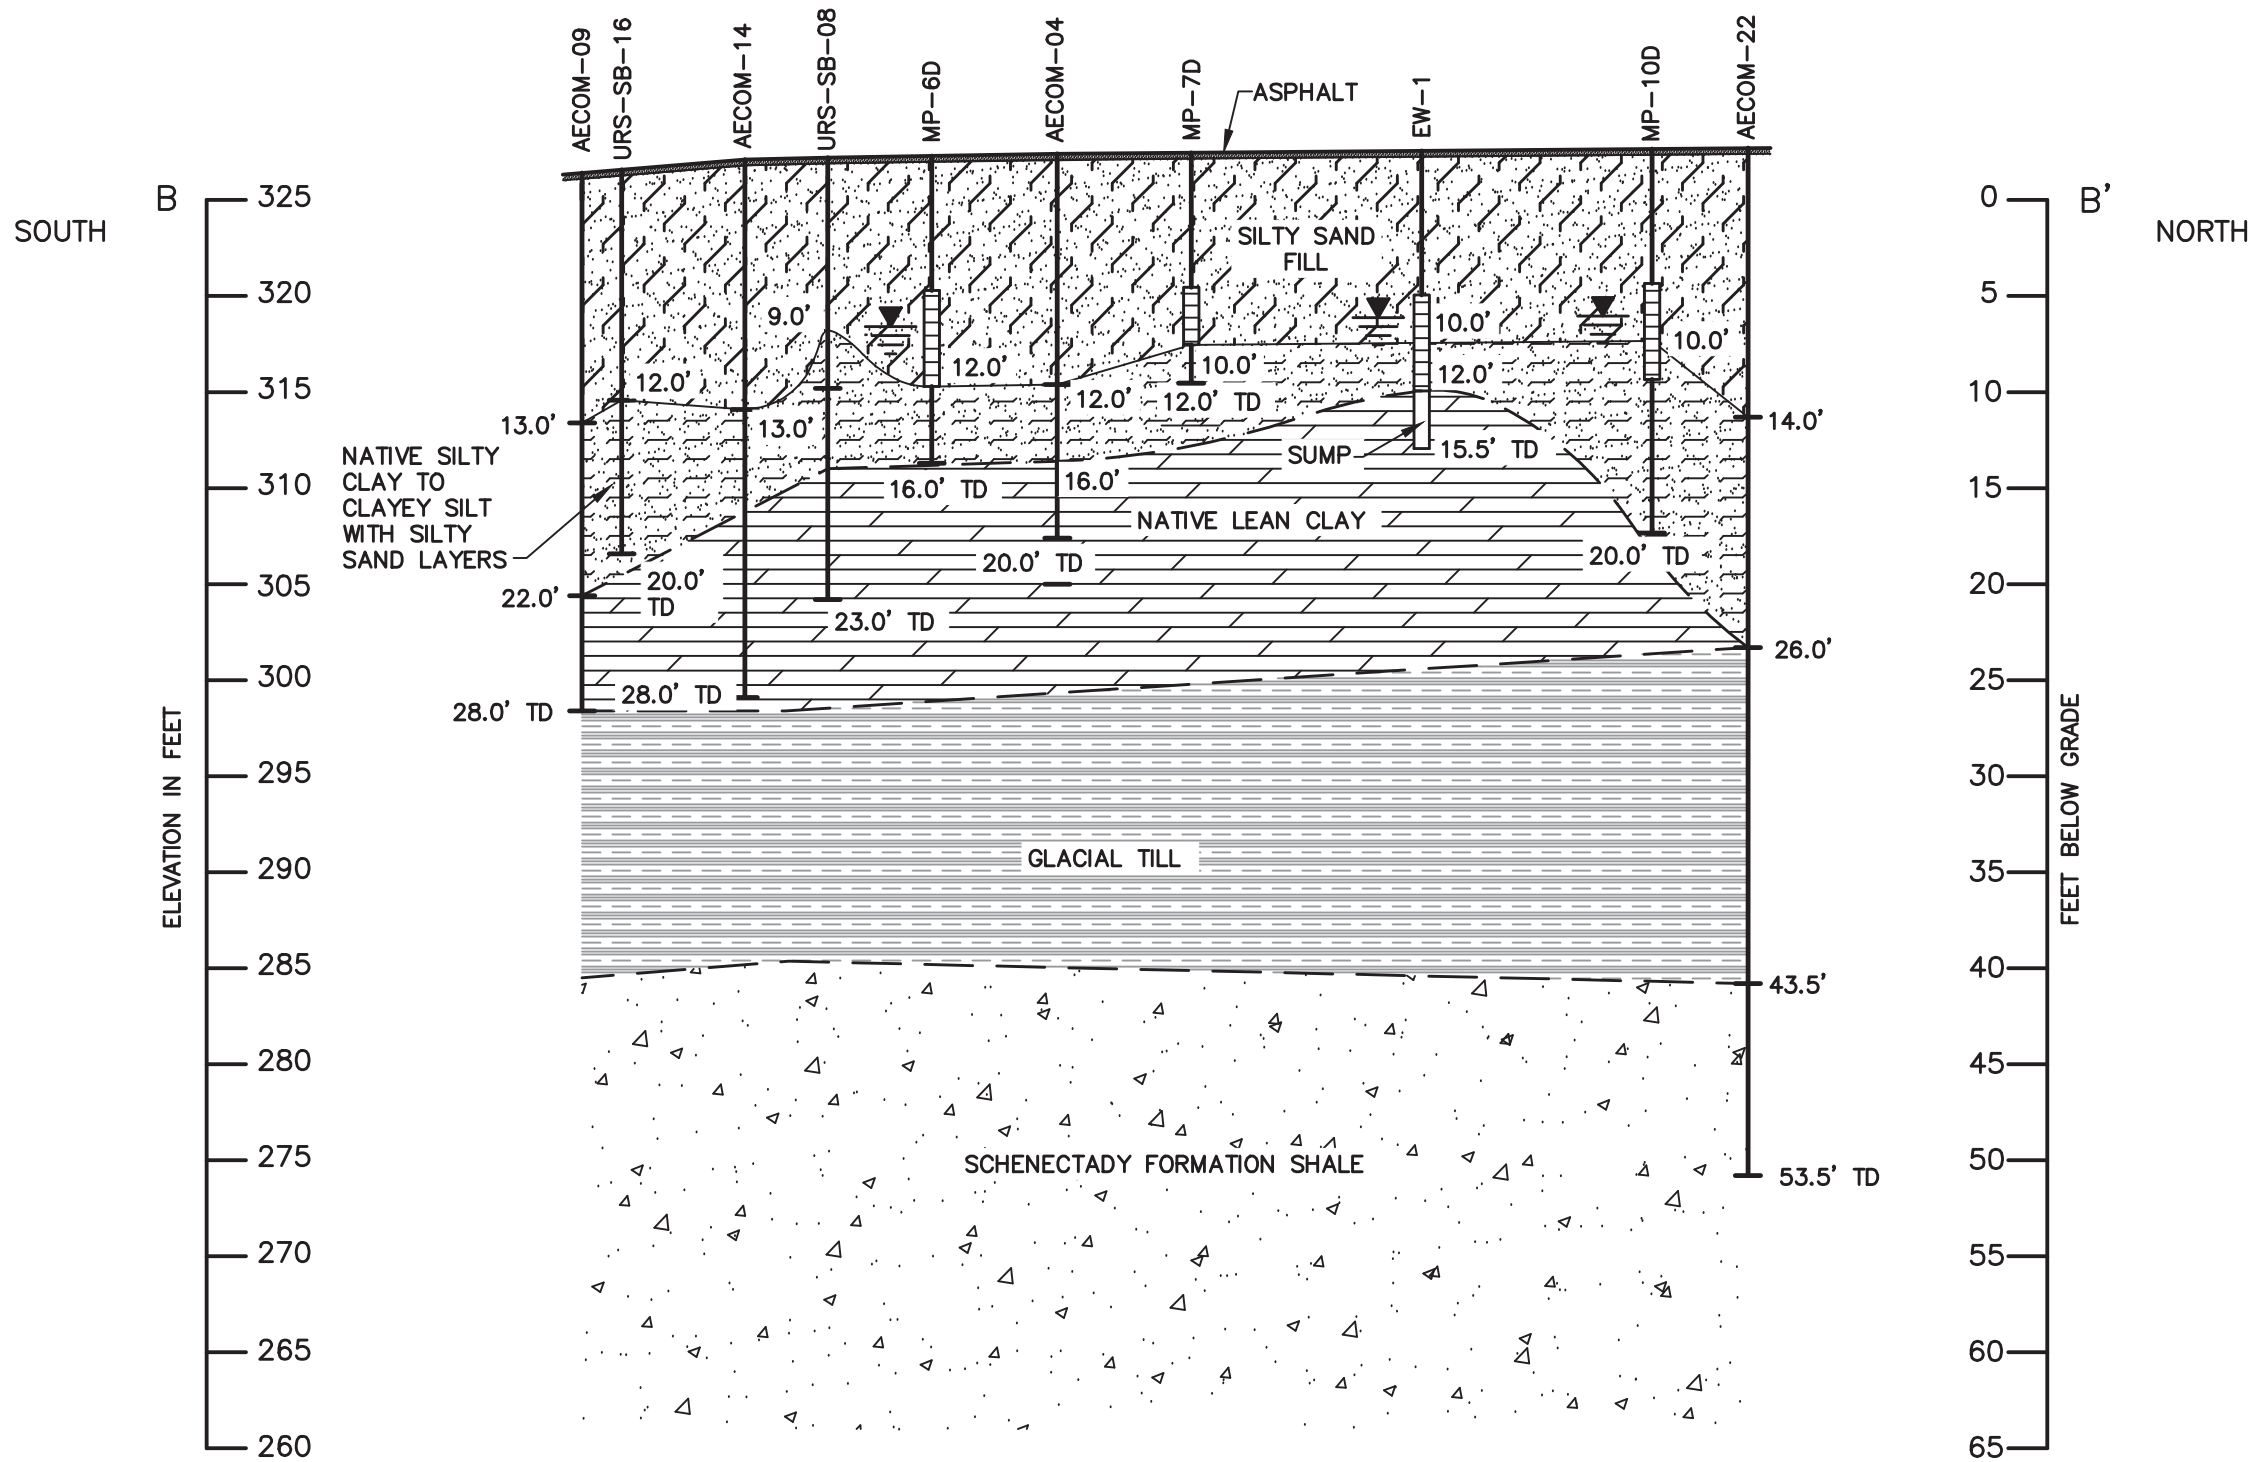 AECOM-09
URS-SB-16
AECOM-14
URS-SB-08
MP-6D
AECOM-04
MP-7D
EW-1
MP-10D
AECOM-22
ASPHALT
B
SOUTH
B'
NORTH
325
320
315
310
305
300
295
290
285
280
275
270
265
260
ELEVATION IN FEET
0
5
10
15
20
25
30
35
40
45
50
55
60
65
FEET BELOW GRADE
SILTY SAND
FILL
9.0'
12.0'
12.0'
10.0'
10.0'
10.0'
12.0'
12.0'
12.0' TD
13.0'
13.0'
14.0'
NATIVE SILTY
CLAY TO
CLAYEY SILT
WITH SILTY
SAND LAYERS
SUMP
15.5' TD
16.0' TD
16.0'
NATIVE LEAN CLAY
20.0' TD
20.0' TD
20.0'
TD
22.0'
23.0' TD
26.0'
28.0' TD
28.0' TD
GLACIAL TILL
43.5'
SCHENECTADY FORMATION SHALE
53.5' TD